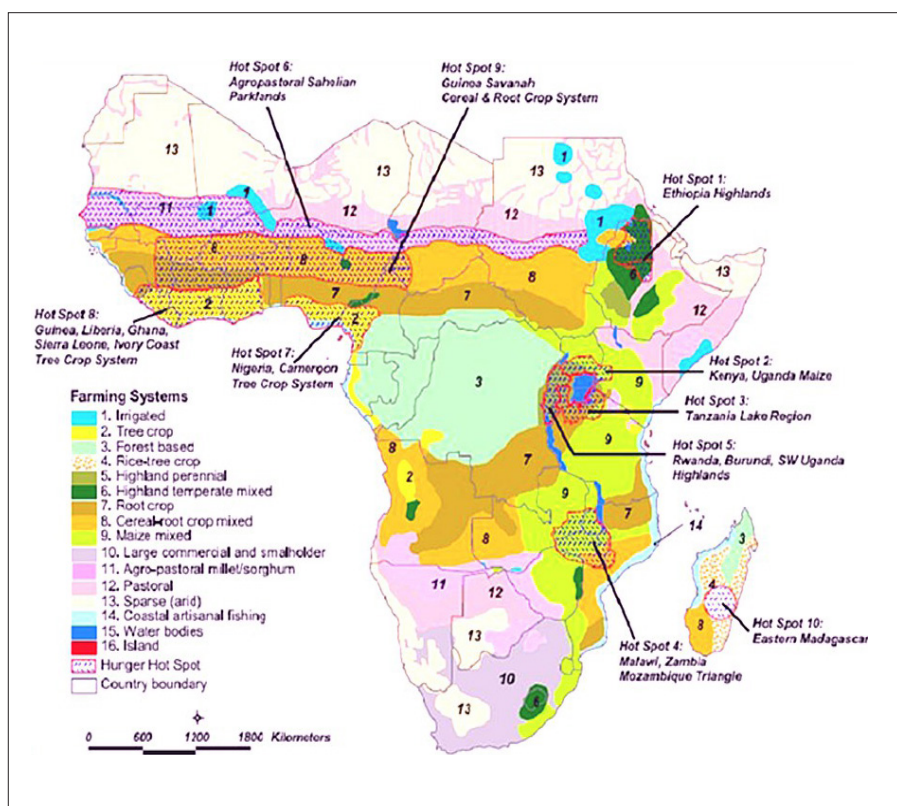 Hot Spot 6:
Agropastoral Sahelian
Parklands
Hot Spot 9:
Guinea Savanah
Cereal & Root Crop System
Hot Spot 1:
Ethiopia Highlands
13
13
13
1
12
12
1
1
11
1
13
6
12
8
8
8
7
7
2
2
Hot Spot 8:
Guinea, Liberia, Ghana,
Sierra Leone, Ivory Coast
Tree Crop System
Hot Spot 7:
Nigeria, Cameroon
Tree Crop System
3
9
Hot Spot 2:
Kenya, Uganda Maize
Hot Spot 3:
Tanzania Lake Region
9
Hot Spot 5:
Rwanda, Burundi, SW Uganda
Highlands
8
7
2
9
7
14
3
8
4
8
11
12
13
10
13
6
Hot Spot 10:
Eastern Madagascar
Hot Spot 4:
Malawi, Zambia
Mozambique Triangle
Farming Systems
1. Irrigated
2. Tree crop
3. Forest based
4. Rice-tree crop
5. Highland perennial
6. Highland temperate mixed
7. Root crop
8. Cereal-root crop mixed
9. Maize mixed
10. Large commercial and smallholder
11. Agro-pastoral millet/sorghum
12. Pastoral
13. Sparse (arid)
14. Coastal artisanal fishing
15. Water bodies
16. Island
Hunger Hot Spot
Country boundary
0 600 1200 1800 Kilometers